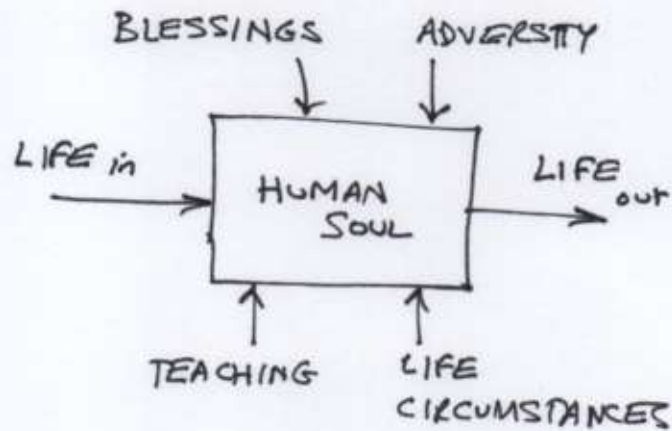 BLESSINGS ADVERSITY
LIFE in
HUMAN
SOUL
LIFE out
TEACHING LIFE
CIRCUMSTANCES